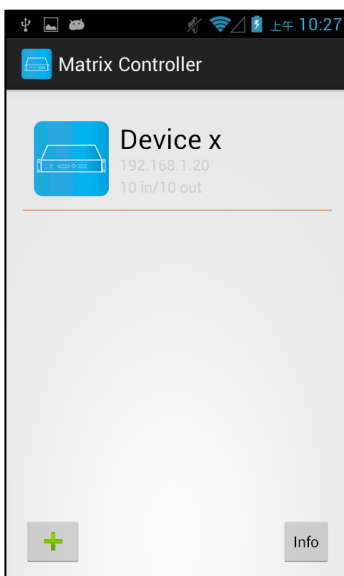 上午 10:27
Matrix Controller
Device x
192.168.1.20
10 in/10 out
Info